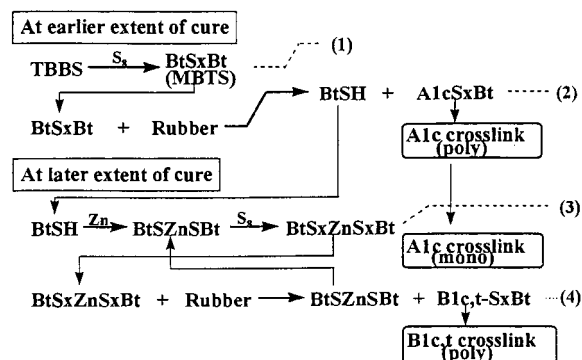 At earlier extent of cure
TBBS S₈ BtSxBt (1)
(MBTS)
BtSH + A1cSxBt (2)
BtSxBt + Rubber
A1c crosslink
(poly)
At later extent of cure
BtSH Zn BtSZnSBt S₈ BtSxZnSxBt (3)
A1c crosslink
(mono)
BtSxZnSxBt + Rubber BtSZnSBt + B1c,t-SxBt (4)
B1c,t crosslink
(poly)